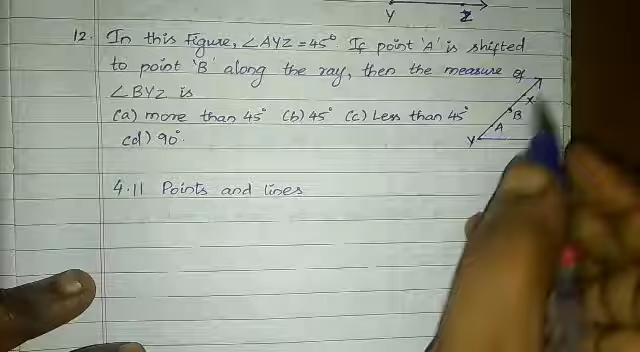 Y Z
12. In this Figure, ∠AYZ = 45° If point 'A' is shifted
to point 'B' along the ray, then the measure of
∠BYZ is
(a) more than 45° (b) 45° (c) Less than 45°
(d) 90°.
X
B
A
Y
4.11 Points and lines